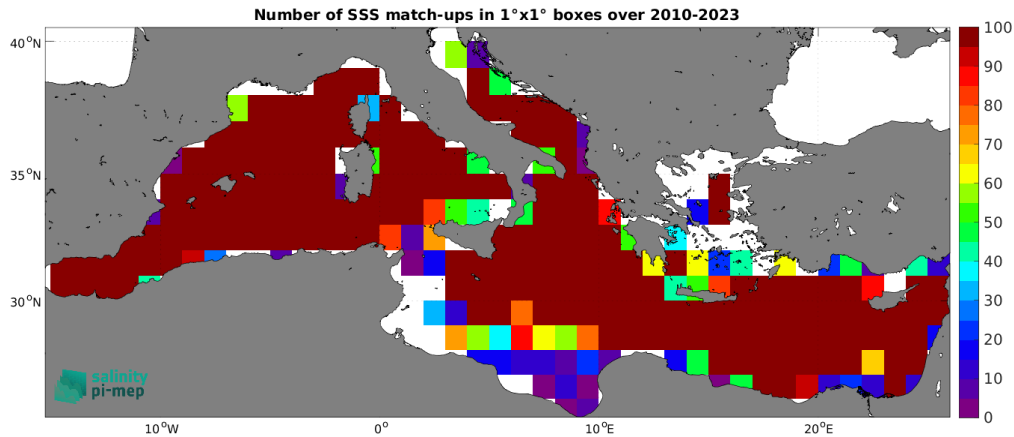 Number of SSS match-ups in 1°x1° boxes over 2010-2023
40°N
35°N
30°N
10°W
0°
10°E
20°E
100
90
80
70
60
50
40
30
20
10
0
salinity
pi-mep